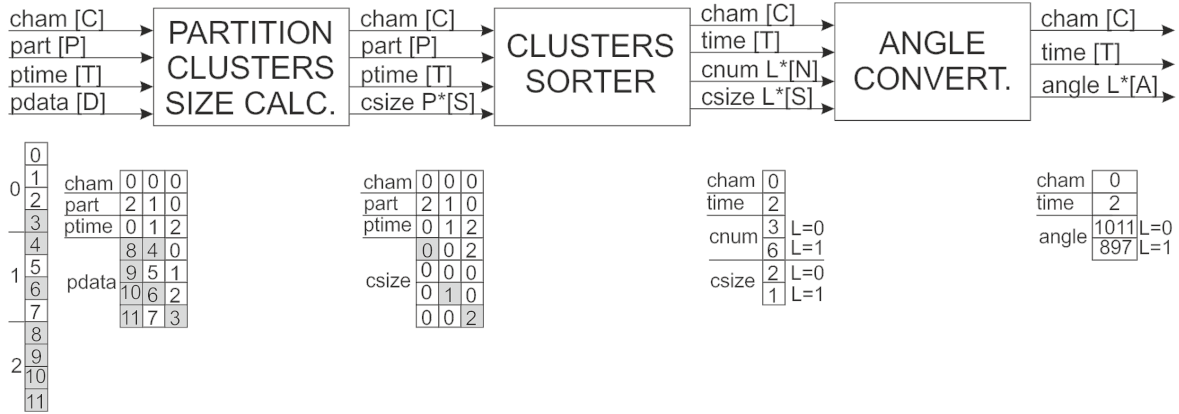 cham [C]
part [P]
ptime [T]
pdata [D]
PARTITION
CLUSTERS
SIZE CALC.
cham [C]
part [P]
ptime [T]
csize P*[S]
CLUSTERS
SORTER
cham [C]
time [T]
cnum L*[N]
csize L*[S]
ANGLE
CONVERT.
cham [C]
time [T]
angle L*[A]
0
1
2
3
4
5
6
7
8
9
10
11
0
1
2
cham 0 0 0
part 2 1 0
ptime 0 1 2
pdata
8 4 0
9 5 1
10 6 2
11 7 3
cham 0 0 0
part 2 1 0
ptime 0 1 2
csize
0 0 2
0 0 0
0 1 0
0 0 2
cham 0
time 2
cnum
3 L=0
6 L=1
csize
2 L=0
1 L=1
cham 0
time 2
angle
1011 L=0
897 L=1